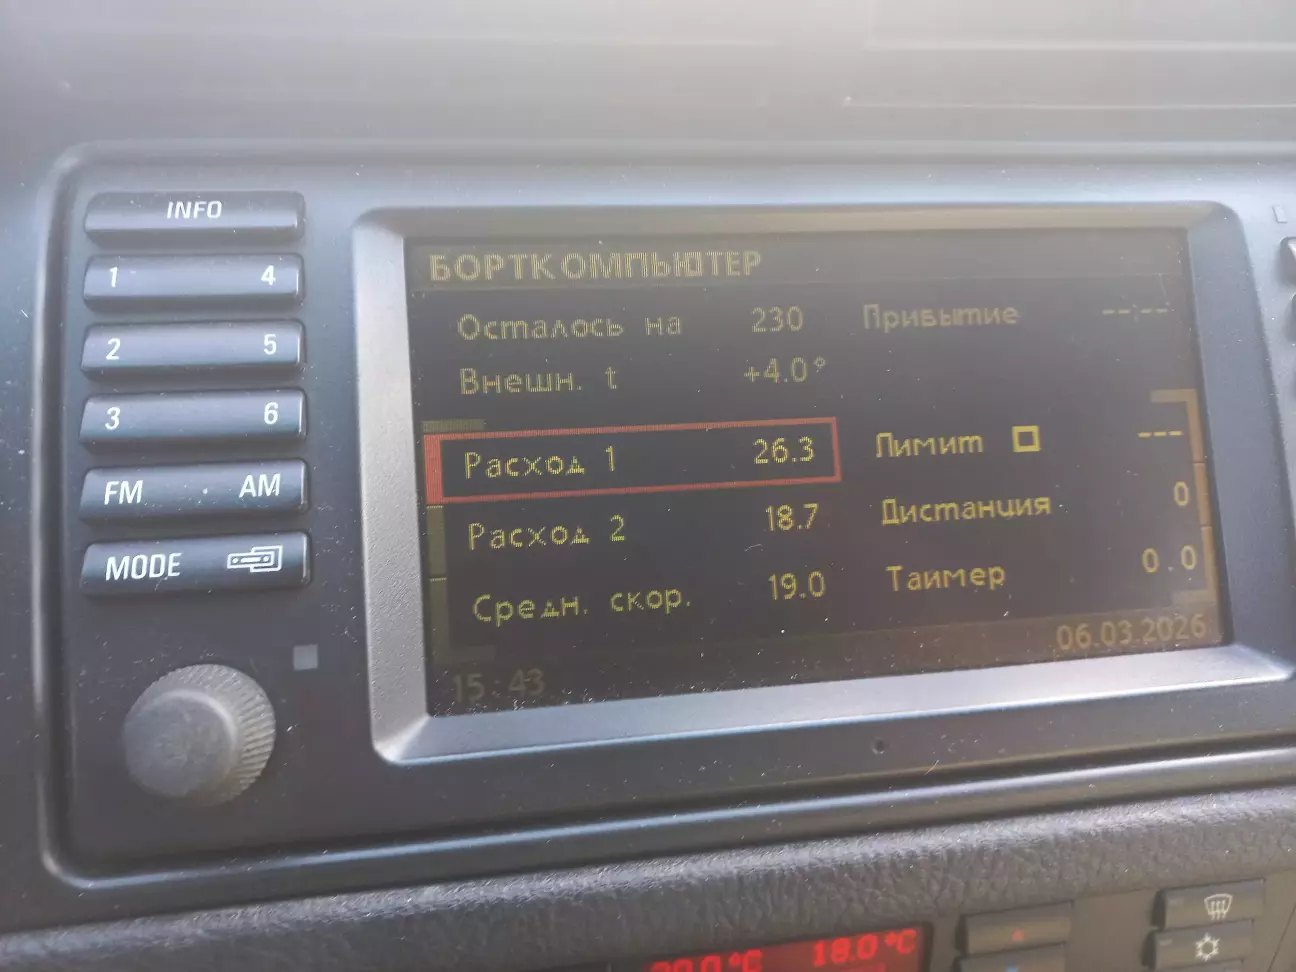 INFO
1 4
2 5
3 6
FM · AM
MODE
БОРТКОМПЬЮТЕР
Осталось на 230 Прибытие --:--
Внешн. t +4.0°
Расход 1 26.3 Лимит ---
Расход 2 18.7 Дистанция 0
Средн. скор. 19.0 Таймер 0.0
15:43 06.03.2026
18.0°C